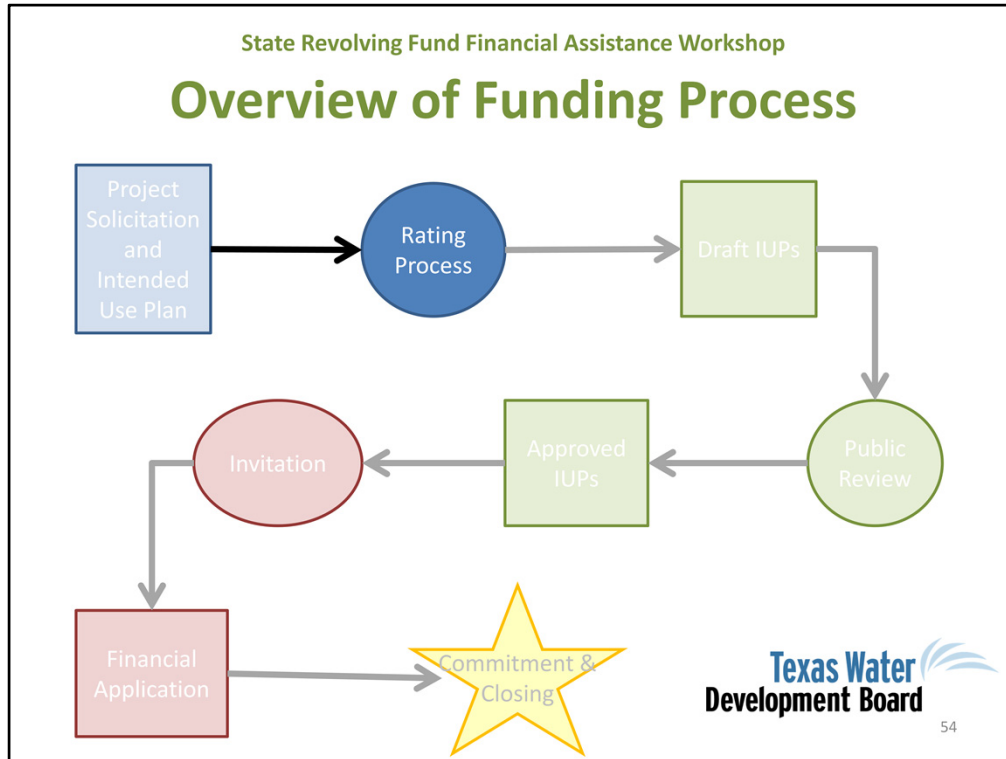 State Revolving Fund Financial Assistance Workshop
Overview of Funding Process
Project
Solicitation
and
Intended
Use Plan
Rating
Process
Draft IUPs
Public
Review
Approved
IUPs
Invitation
Financial
Application
Commitment &
Closing
Texas Water
Development Board
54